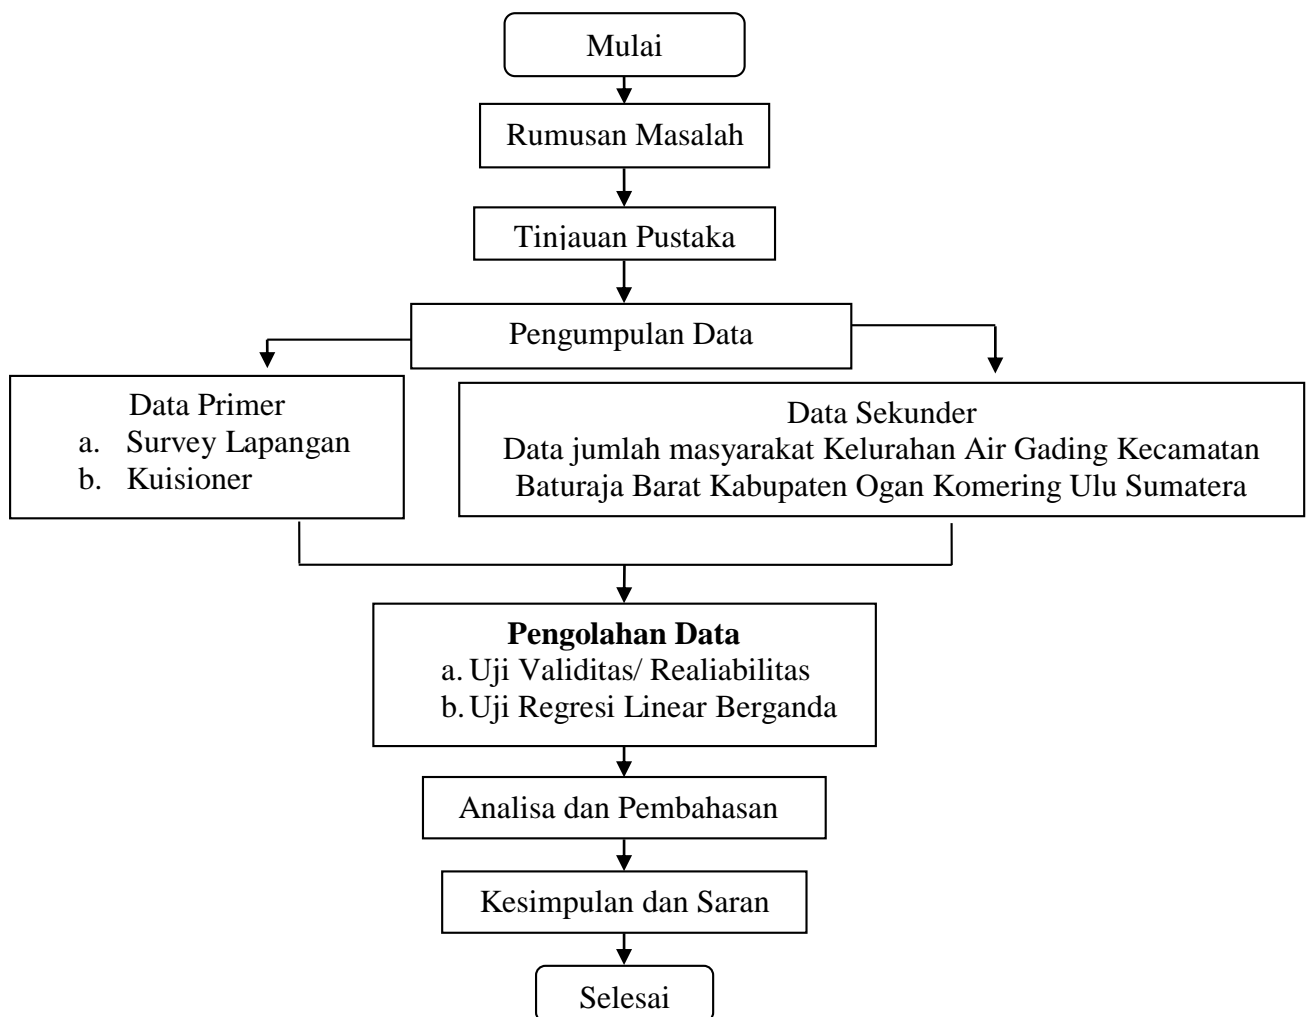 Mulai
Rumusan Masalah
Tinjauan Pustaka
Pengumpulan Data
Data Primer
a. Survey Lapangan
b. Kuisioner
Data Sekunder
Data jumlah masyarakat Kelurahan Air Gading Kecamatan
Baturaja Barat Kabupaten Ogan Komering Ulu Sumatera
Pengolahan Data
a. Uji Validitas/ Realiabilitas
b. Uji Regresi Linear Berganda
Analisa dan Pembahasan
Kesimpulan dan Saran
Selesai